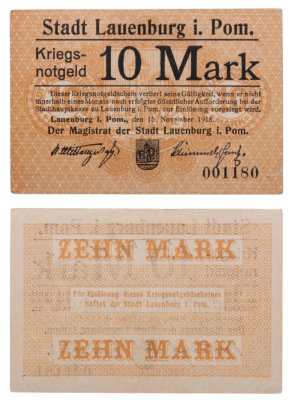 Stadt Lauenburg i. Pom.
Kriegs-
notgeld 10 Mark
Dieser Kriegsnotgeldschein verliert seine Gültigkeit, wenn er nicht
innerhalb eines Monats nach erfolgter öffentlicher Aufforderung bei der
Stadthauptkasse zu Lauenburg i. Pom., zur Einlösung vorgelegt wird.
Lauenburg i. Pom., den 15. November 1918.
Der Magistrat der Stadt Lauenburg i. Pom.
001180
ZEHN MARK
Für Einlösung dieses Kriegsnotgeldscheines
haftet die Stadt Lauenburg i. Pom.
ZEHN MARK